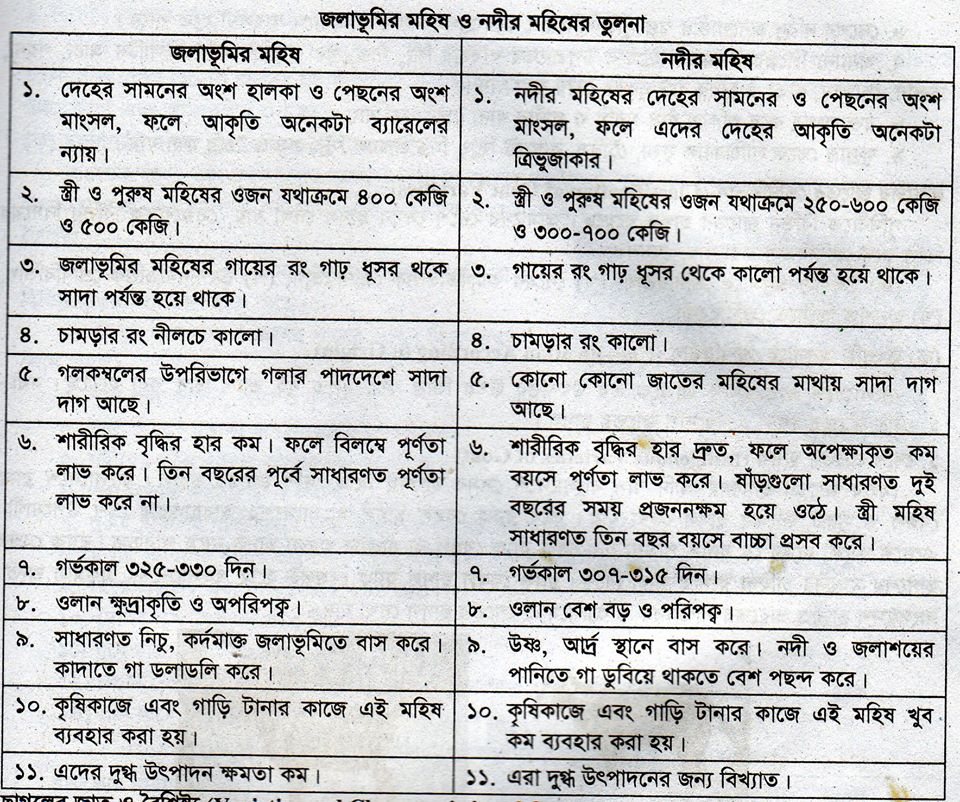 জলাভূমির মহিষ ও নদীর মহিষের তুলনা
জলাভূমির মহিষ
নদীর মহিষ
১. দেহের সামনের অংশ হালকা ও পেছনের অংশ
মাংসল, ফলে আকৃতি অনেকটা ব্যারেলের
ন্যায়।
১. নদীর মহিষের দেহের সামনের ও পেছনের অংশ
মাংসল, ফলে এদের দেহের আকৃতি অনেকটা
ত্রিভুজাকার।
২. স্ত্রী ও পুরুষ মহিষের ওজন যথাক্রমে ৪০০ কেজি
ও ৫০০ কেজি।
২. স্ত্রী ও পুরুষ মহিষের ওজন যথাক্রমে ২৫০-৬০০ কেজি
ও ৩০০-৭০০ কেজি।
৩. জলাভূমির মহিষের গায়ের রং গাঢ় ধূসর থকে
সাদা পর্যন্ত হয়ে থাকে।
৩. গায়ের রং গাঢ় ধূসর থেকে কালো পর্যন্ত হয়ে থাকে।
৪. চামড়ার রং নীলচে কালো।
৪. চামড়ার রং কালো।
৫. গলকম্বলের উপরিভাগে গলার পাদদেশে সাদা
দাগ আছে।
৫. কোনো কোনো জাতের মহিষের মাথায় সাদা দাগ
আছে।
৬. শারীরিক বৃদ্ধির হার কম। ফলে বিলম্বে পূর্ণতা
লাভ করে। তিন বছরের পূর্বে সাধারণত পূর্ণতা
লাভ করে না।
৬. শারীরিক বৃদ্ধির হার দ্রুত, ফলে অপেক্ষাকৃত কম
বয়সে পূর্ণতা লাভ করে। ষাঁড়গুলো সাধারণত দুই
বছরের সময় প্রজননক্ষম হয়ে ওঠে। স্ত্রী মহিষ
সাধারণত তিন বছর বয়সে বাচ্চা প্রসব করে।
৭. গর্ভকাল ৩২৫-৩৩০ দিন।
৭. গর্ভকাল ৩০৭-৩১৫ দিন।
৮. ওলান ক্ষুদ্রাকৃতি ও অপরিপক্ব।
৮. ওলান বেশ বড় ও পরিপক্ব।
৯. সাধারণত নিচু, কর্দমাক্ত জলাভূমিতে বাস করে।
কাদাতে গা ডলাডলি করে।
৯. উষ্ণ, আর্দ্র স্থানে বাস করে। নদী ও জলাশয়ের
পানিতে গা ডুবিয়ে থাকতে বেশ পছন্দ করে।
১০. কৃষিকাজে এবং গাড়ি টানার কাজে এই মহিষ
ব্যবহার করা হয়।
১০. কৃষিকাজে এবং গাড়ি টানার কাজে এই মহিষ খুব
কম ব্যবহার করা হয়।
১১. এদের দুগ্ধ উৎপাদন ক্ষমতা কম।
১১. এরা দুগ্ধ উৎপাদনের জন্য বিখ্যাত।